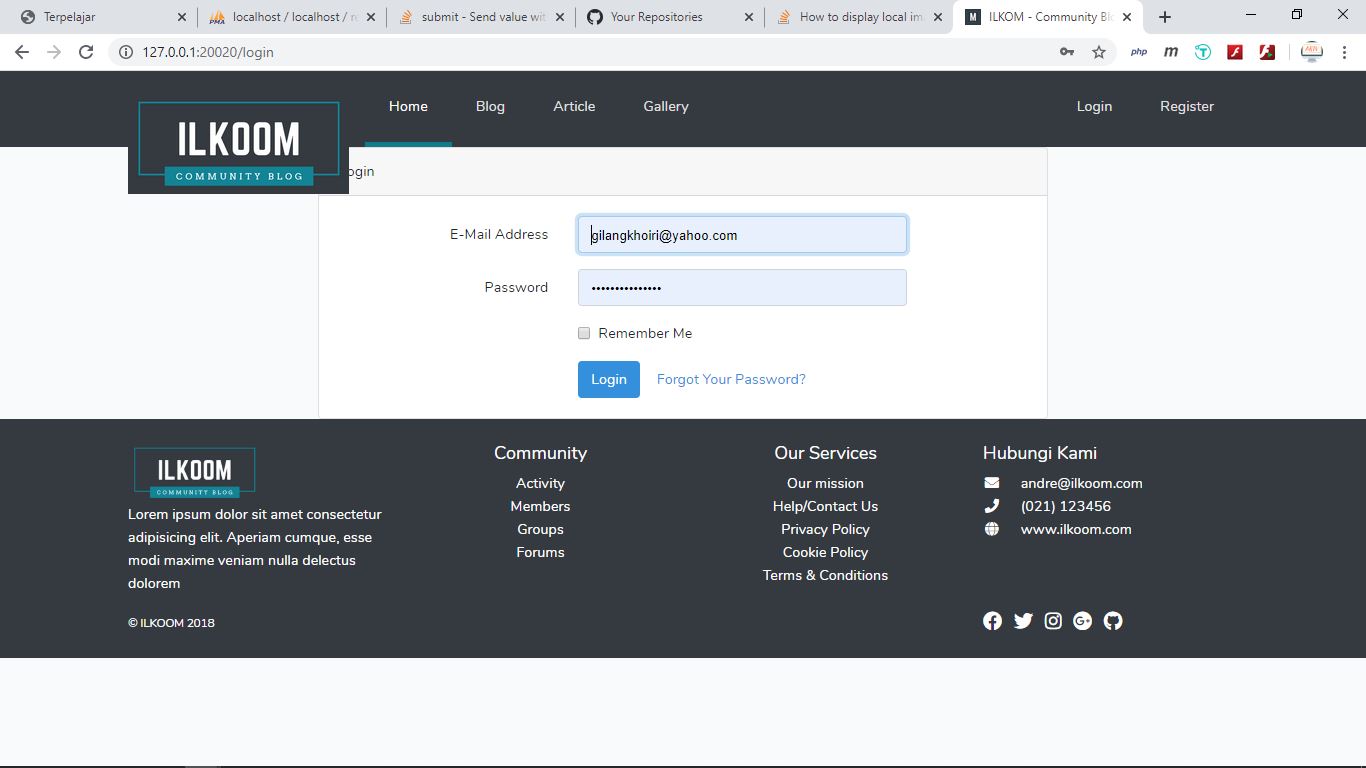 Terpelajar
localhost / localhost / re
submit - Send value wit
Your Repositories
How to display local ima
M
ILKOM - Community Blo
127.0.0.1:20020/login
php
m
ILKOOM
COMMUNITY BLOG
Home
Blog
Article
Gallery
Login
Register
ogin
E-Mail Address
gilangkhoiri@yahoo.com
Password
Remember Me
Login
Forgot Your Password?
ILKOOM
COMMUNITY BLOG
Lorem ipsum dolor sit amet consectetur
adipisicing elit. Aperiam cumque, esse
modi maxime veniam nulla delectus
dolorem
© ILKOOM 2018
Community
Activity
Members
Groups
Forums
Our Services
Our mission
Help/Contact Us
Privacy Policy
Cookie Policy
Terms & Conditions
Hubungi Kami
andre@ilkoom.com
(021) 123456
www.ilkoom.com